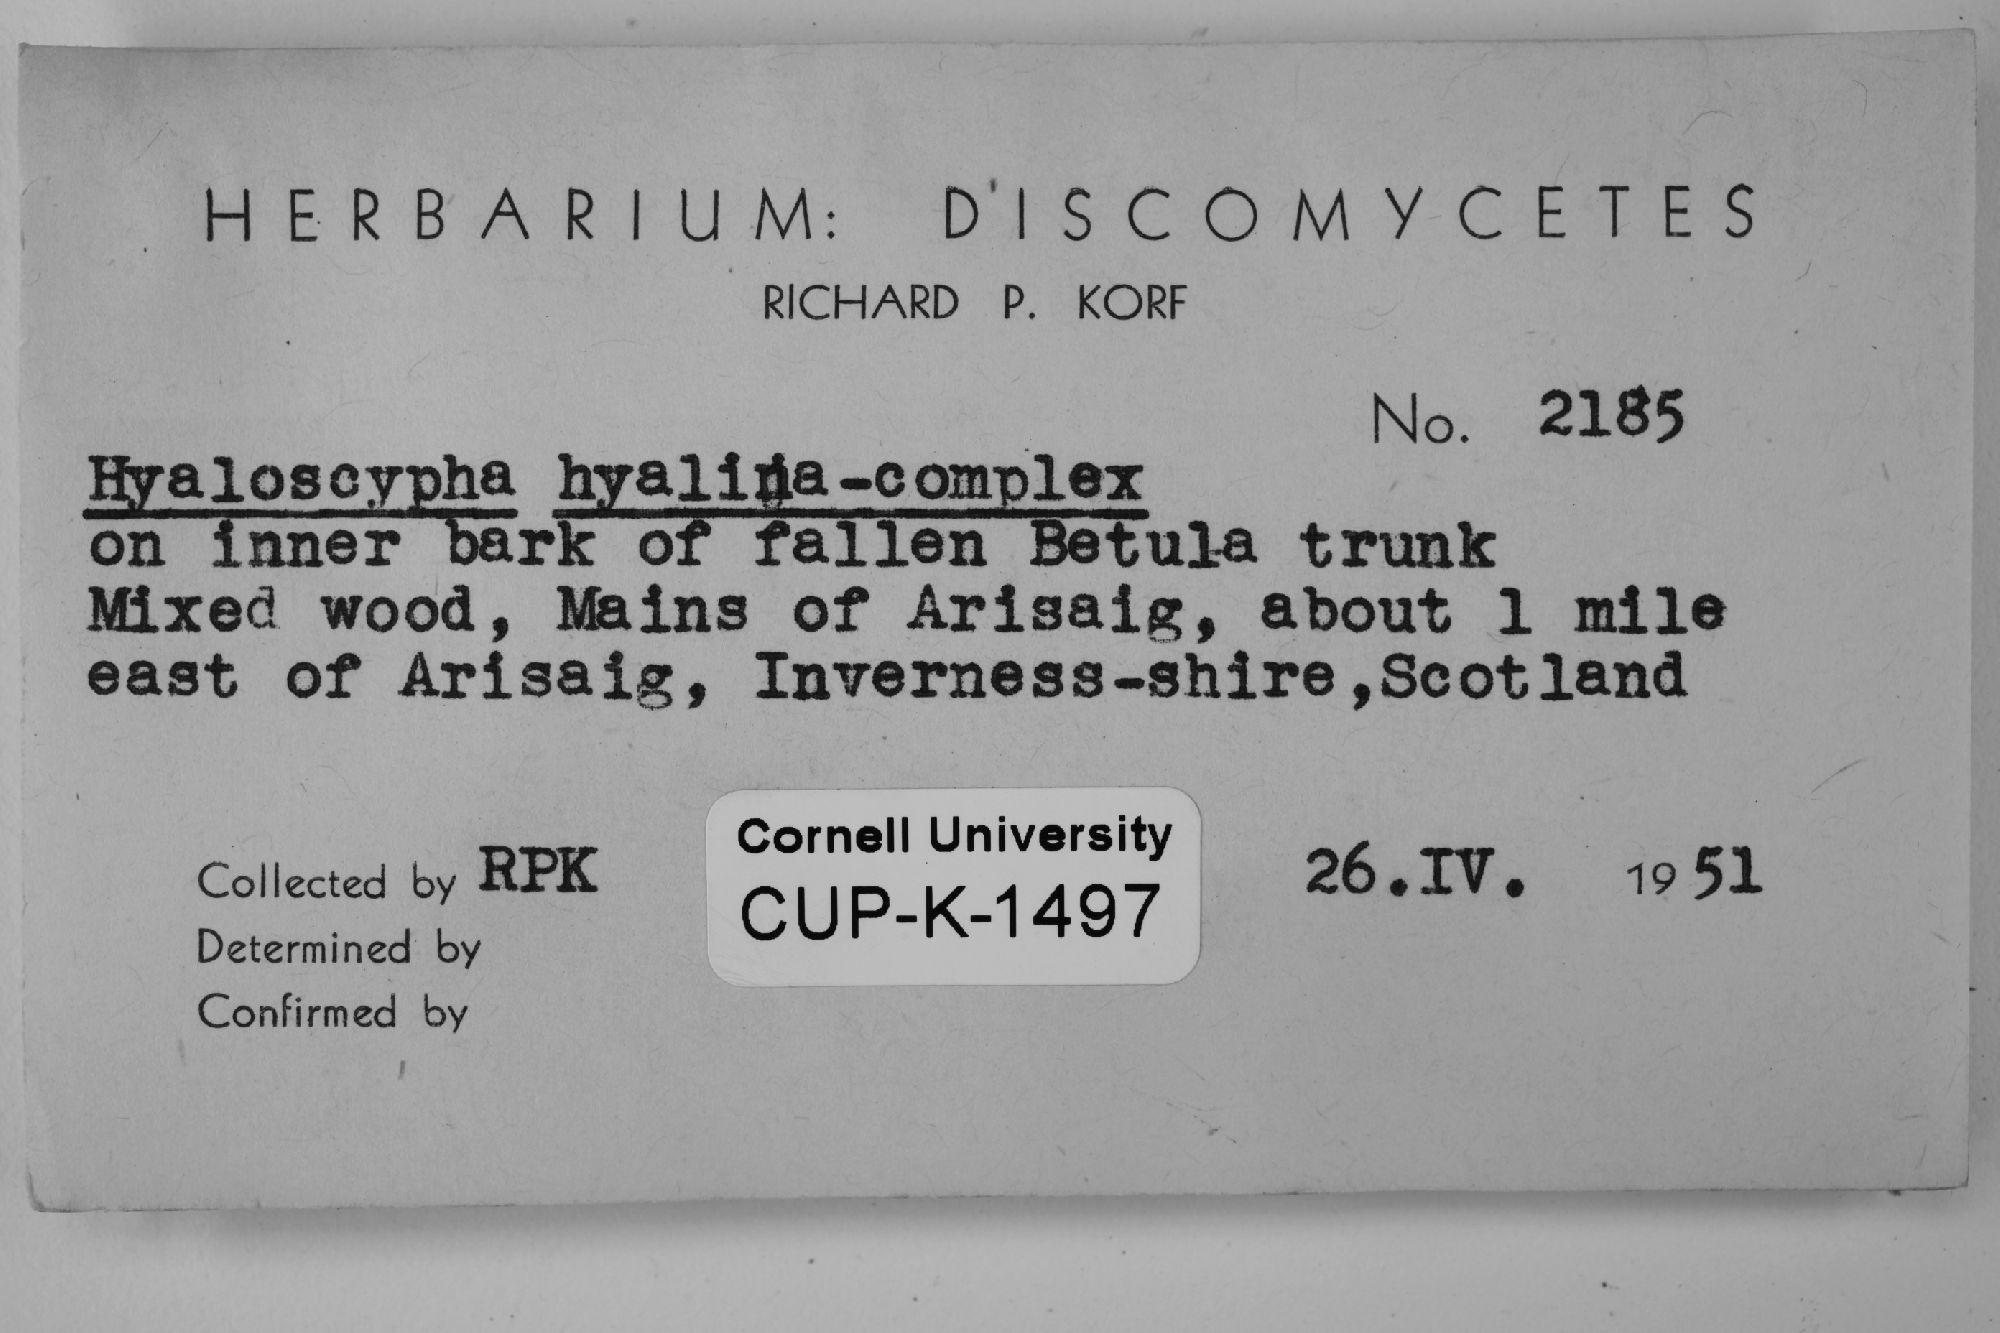 HERBARIUM: DISCOMYCETES
RICHARD P. KORF
No. 2185
Hyaloscypha hyalina-complex
on inner bark of fallen Betula trunk
Mixed wood, Mains of Arisaig, about 1 mile
east of Arisaig, Inverness-shire,Scotland
Collected by RPK
Determined by
Confirmed by
Cornell University
CUP-K-1497
26.IV. 1951